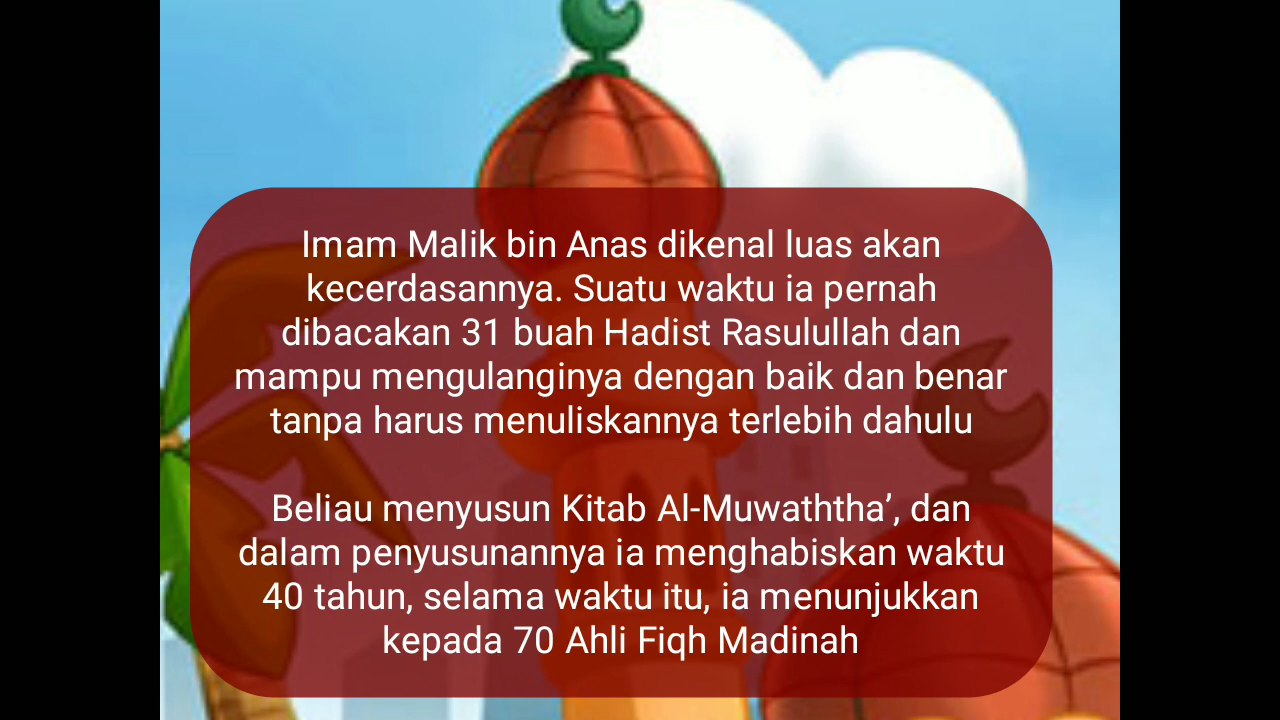 Imam Malik bin Anas dikenal luas akan
kecerdasannya. Suatu waktu ia pernah
dibacakan 31 buah Hadist Rasulullah dan
mampu mengulanginya dengan baik dan benar
tanpa harus menuliskannya terlebih dahulu
Beliau menyusun Kitab Al-Muwaththa’, dan
dalam penyusunannya ia menghabiskan waktu
40 tahun, selama waktu itu, ia menunjukkan
kepada 70 Ahli Fiqh Madinah